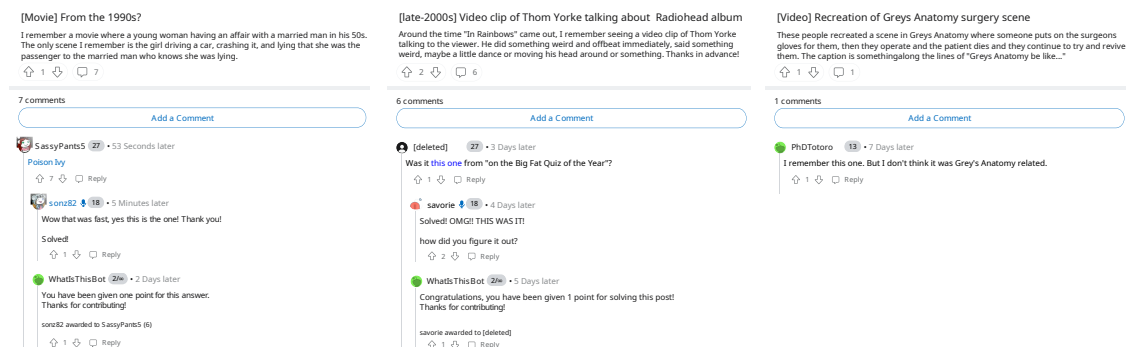 [Movie] From the 1990s?
I remember a movie where a young woman having an affair with a married man in his 50s.
The only scene I remember is the girl driving a car, crashing it, and lying that she was the
passenger to the married man who knows she was lying.
1 7
7 comments
Add a Comment
SassyPants5 27 • 53 Seconds later
Poison Ivy
7 Reply
sonz82 18 • 5 Minutes later
Wow that was fast, yes this is the one! Thank you!
Solved!
1 Reply
WhatIsThisBot 2/∞ • 2 Days later
You have been given one point for this answer.
Thanks for contributing!
sonz82 awarded to SassyPants5 (6)
1 Reply
[late-2000s] Video clip of Thom Yorke talking about Radiohead album
Around the time "In Rainbows" came out, I remember seeing a video clip of Thom Yorke
talking to the viewer. He did something weird and offbeat immediately, said something
weird, maybe a little dance or moving his head around or something. Thanks in advance!
2 6
6 comments
Add a Comment
[deleted] 27 • 3 Days later
Was it this one from "on the Big Fat Quiz of the Year"?
1 Reply
savorie 18 • 4 Days later
Solved! OMG!! THIS WAS IT!
how did you figure it out?
2 Reply
WhatIsThisBot 2/∞ • 5 Days later
Congratulations, you have been given 1 point for solving this post!
Thanks for contributing!
savorie awarded to [deleted]
1 Reply
[Video] Recreation of Greys Anatomy surgery scene
These people recreated a scene in Greys Anatomy where someone puts on the surgeons
gloves for them, then they operate and the patient dies and they continue to try and revive
them. The caption is somethingalong the lines of "Greys Anatomy be like..."
1 1
1 comments
Add a Comment
PhDTotoro 13 • 7 Days later
I remember this one. But I don't think it was Grey's Anatomy related.
1 Reply